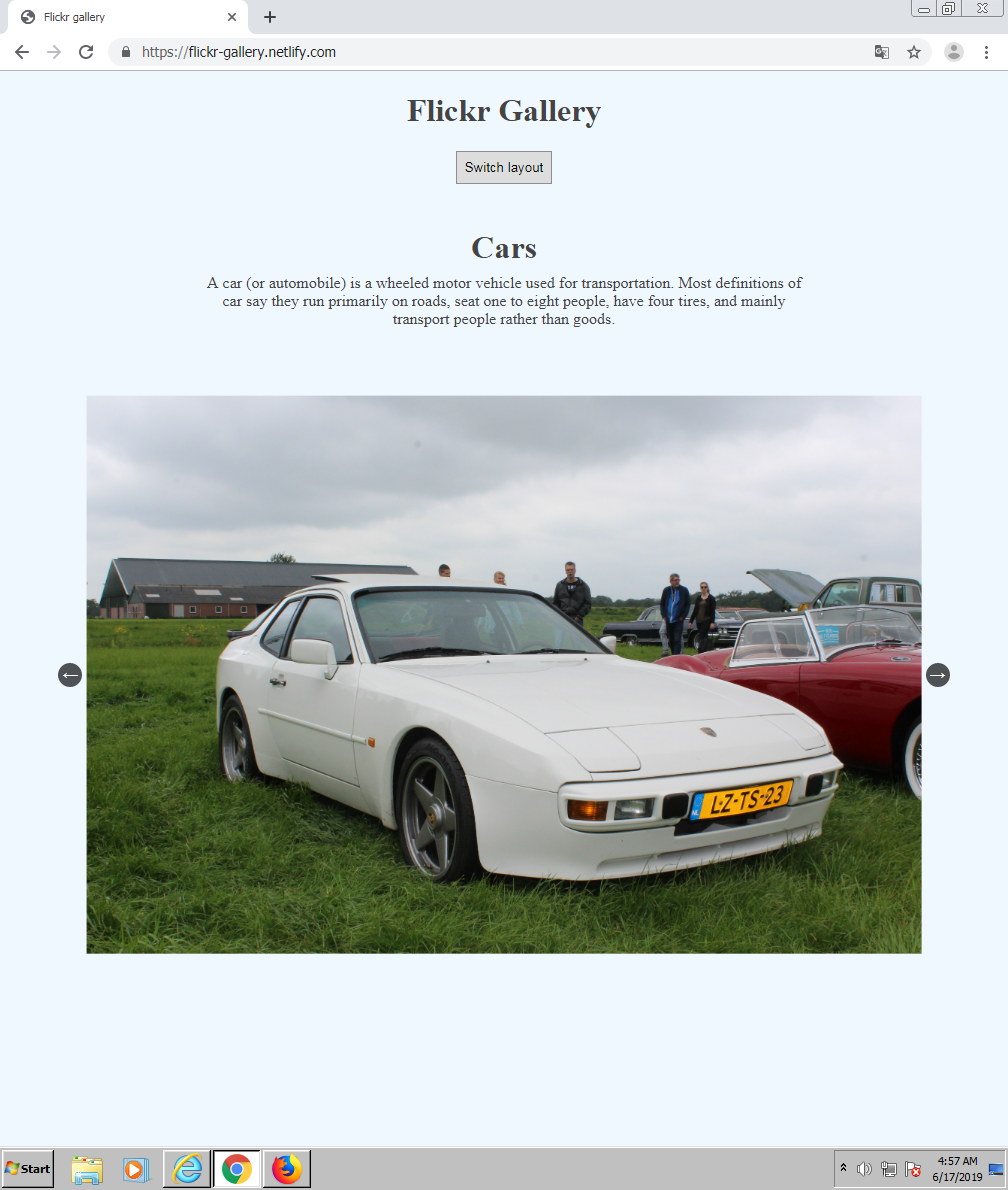 Flickr gallery
https://flickr-gallery.netlify.com
Flickr Gallery
Switch layout
Cars
A car (or automobile) is a wheeled motor vehicle used for transportation. Most definitions of
car say they run primarily on roads, seat one to eight people, have four tires, and mainly
transport people rather than goods.
NL LZ-TS-23
Start
4:57 AM
6/17/2019